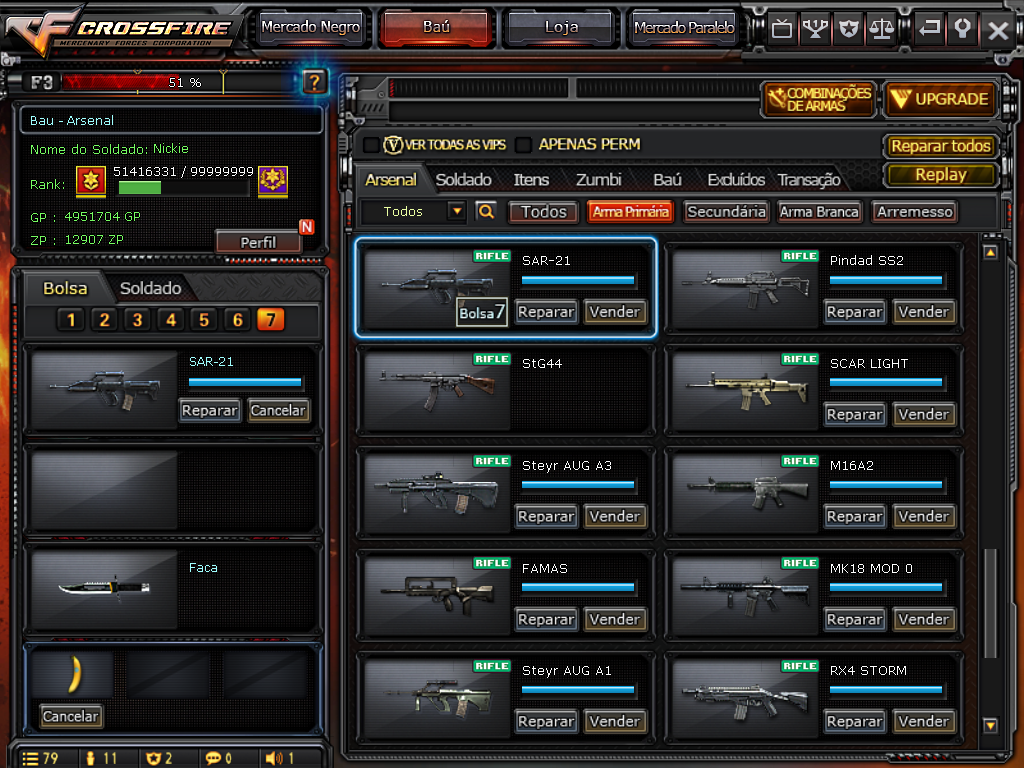 CROSSFIRE
MERCENARY FORCES CORPORATION
Mercado Negro
Baú
Loja
Mercado Paralelo
F3
51 %
?
COMBINAÇÕES
DE ARMAS
UPGRADE
Bau - Arsenal
Nome do Soldado: Nickie
Rank:
51416331 / 99999999
GP : 4951704 GP
ZP : 12907 ZP
N
Perfil
VER TODAS AS VIPS
APENAS PERM
Reparar todos
Replay
Arsenal
Soldado
Itens
Zumbi
Baú
Excluídos
Transação
Todos
Todos
Arma Primária
Secundária
Arma Branca
Arremesso
Bolsa
Soldado
1 2 3 4 5 6 7
SAR-21
Reparar
Cancelar
Faca
Cancelar
79
11
2
0
1
RIFLE
SAR-21
Bolsa7
Reparar
Vender
RIFLE
Pindad SS2
Reparar
Vender
RIFLE
StG44
RIFLE
SCAR LIGHT
Reparar
Vender
RIFLE
Steyr AUG A3
Reparar
Vender
RIFLE
M16A2
Reparar
Vender
RIFLE
FAMAS
Reparar
Vender
RIFLE
MK18 MOD 0
Reparar
Vender
RIFLE
Steyr AUG A1
Reparar
Vender
RIFLE
RX4 STORM
Reparar
Vender